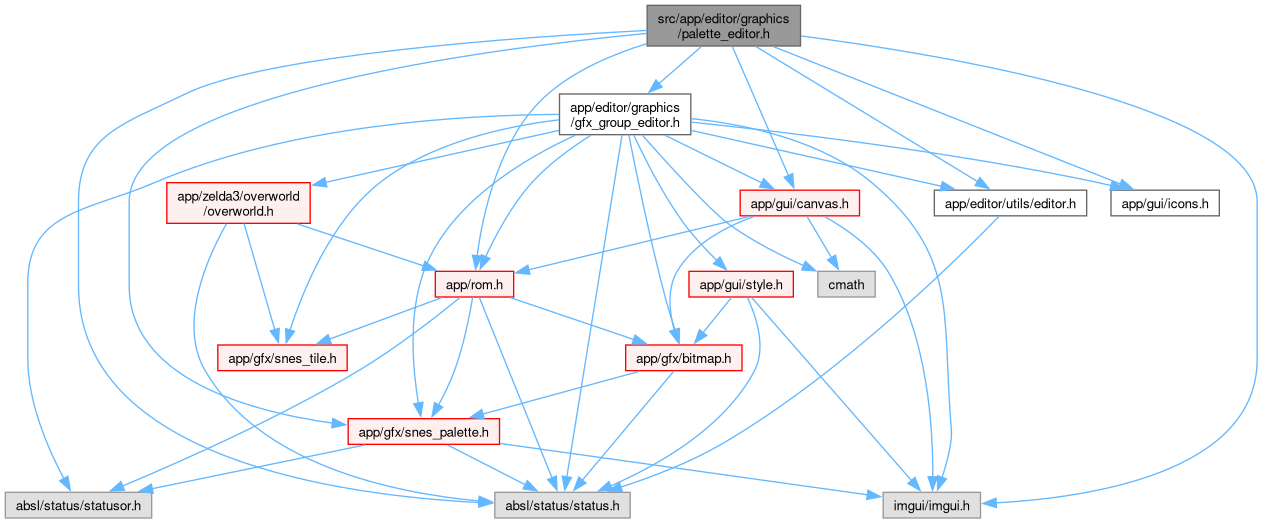 src/app/editor/graphics
/palette_editor.h
app/editor/graphics
/gfx_group_editor.h
app/zelda3/overworld
/overworld.h
app/gui/canvas.h
app/editor/utils/editor.h
app/gui/icons.h
app/rom.h
app/gui/style.h
cmath
app/gfx/snes_tile.h
app/gfx/bitmap.h
app/gfx/snes_palette.h
absl/status/statusor.h
absl/status/status.h
imgui/imgui.h